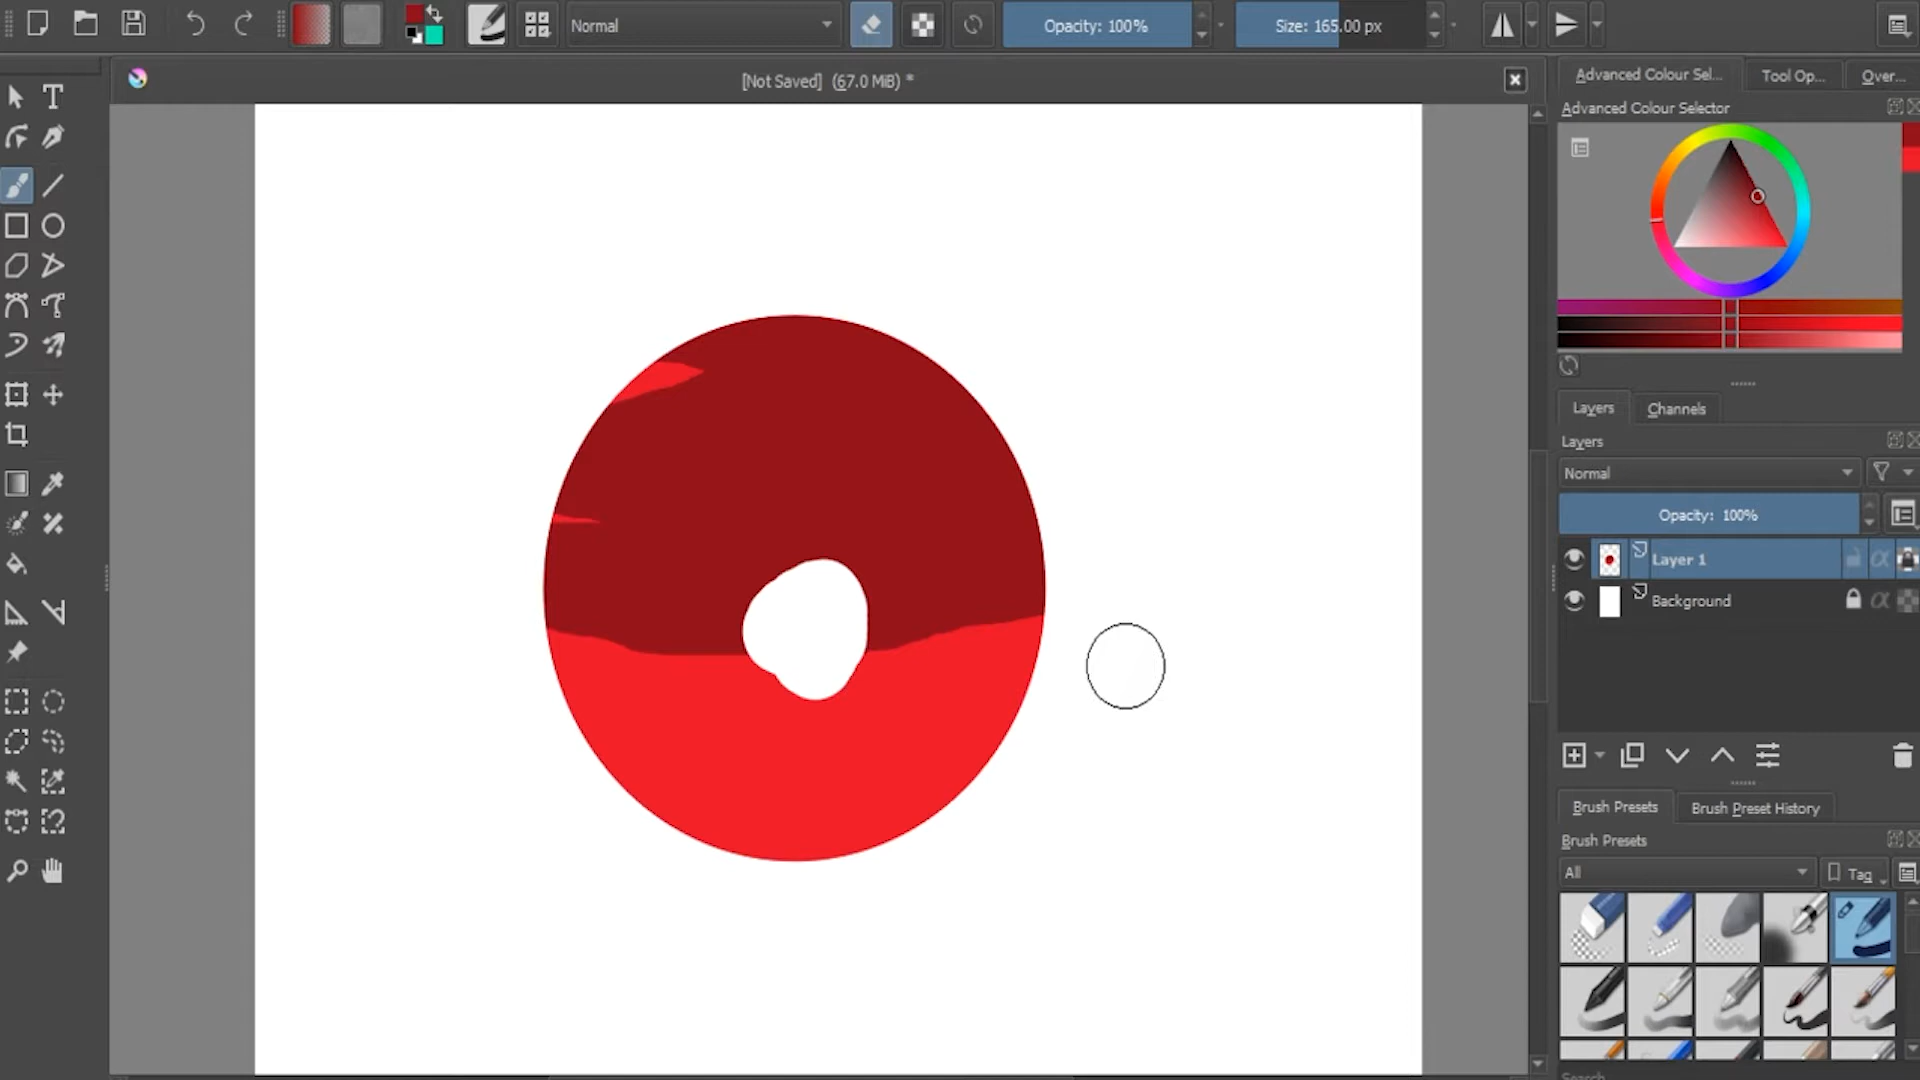 Normal
Opacity: 100%
Size: 165.00 px
[Not Saved] (67.0 MiB) *
Advanced Colour Sel...
Tool Op...
Over...
Advanced Colour Selector
T
Layers
Channels
Layers
Normal
Opacity: 100%
Layer 1
Background
Brush Presets
Brush Preset History
Brush Presets
All
Tag
Search